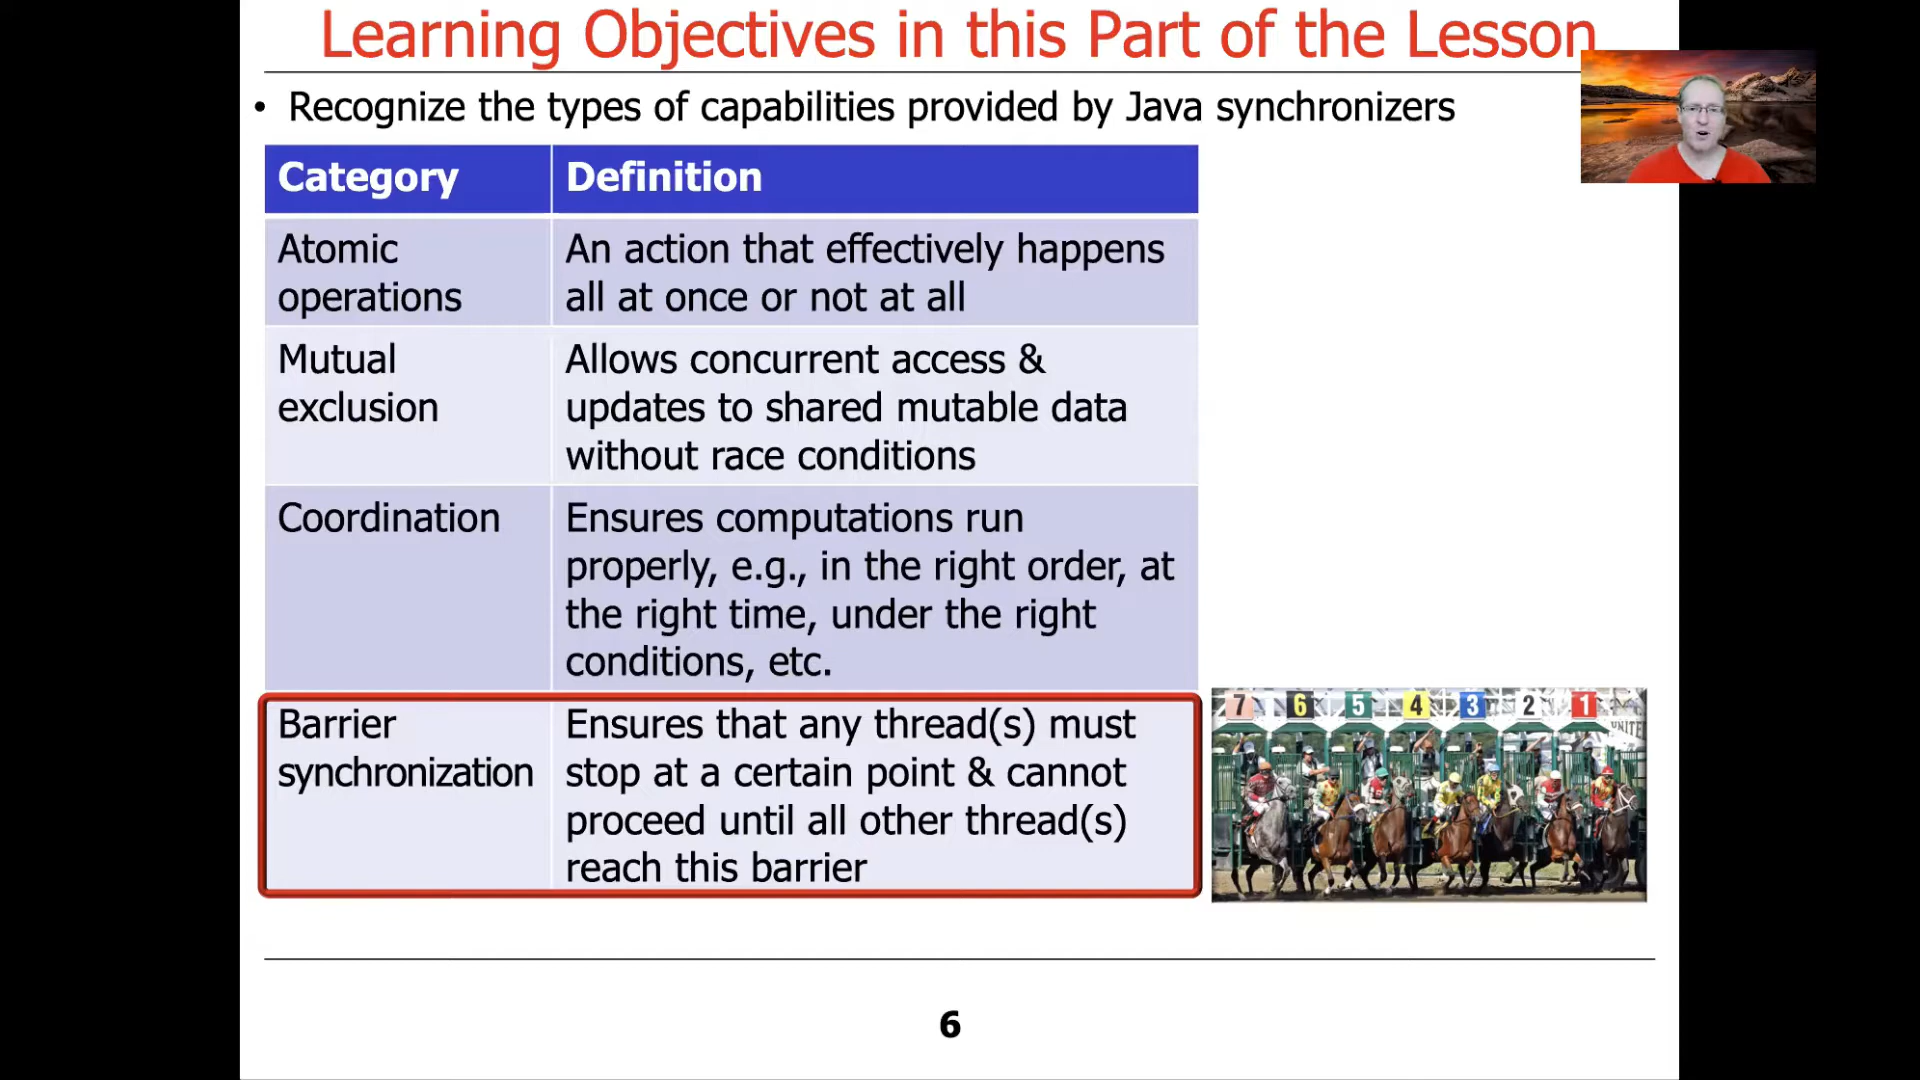 Learning Objectives in this Part of the Lesson
• Recognize the types of capabilities provided by Java synchronizers
Category
Definition
Atomic
operations
An action that effectively happens
all at once or not at all
Mutual
exclusion
Allows concurrent access &
updates to shared mutable data
without race conditions
Coordination
Ensures computations run
properly, e.g., in the right order, at
the right time, under the right
conditions, etc.
Barrier
synchronization
Ensures that any thread(s) must
stop at a certain point & cannot
proceed until all other thread(s)
reach this barrier
7 6 5 4 3 2 1
6